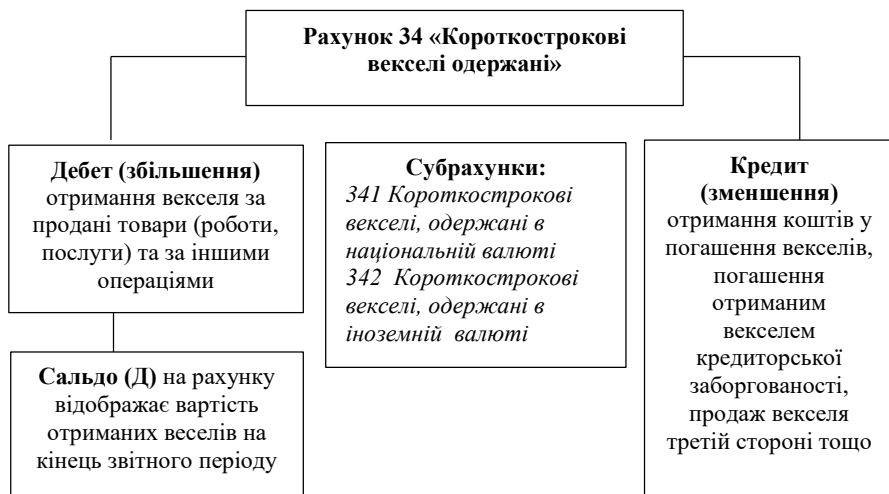 Рахунок 34 «Короткострокові
векселі одержані»
Дебет (збільшення)
отримання векселя за
продані товари (роботи,
послуги) та за іншими
операціями
Сальдо (Д) на рахунку
відображає вартість
отриманих веселів на
кінець звітного періоду
Субрахунки:
341 Короткострокові
векселі, одержані в
національній валюті
342 Короткострокові
векселі, одержані в
іноземній валюті
Кредит
(зменшення)
отримання коштів у
погашення векселів,
погашення
отриманим
векселем
кредиторської
заборгованості,
продаж векселя
третій стороні тощо